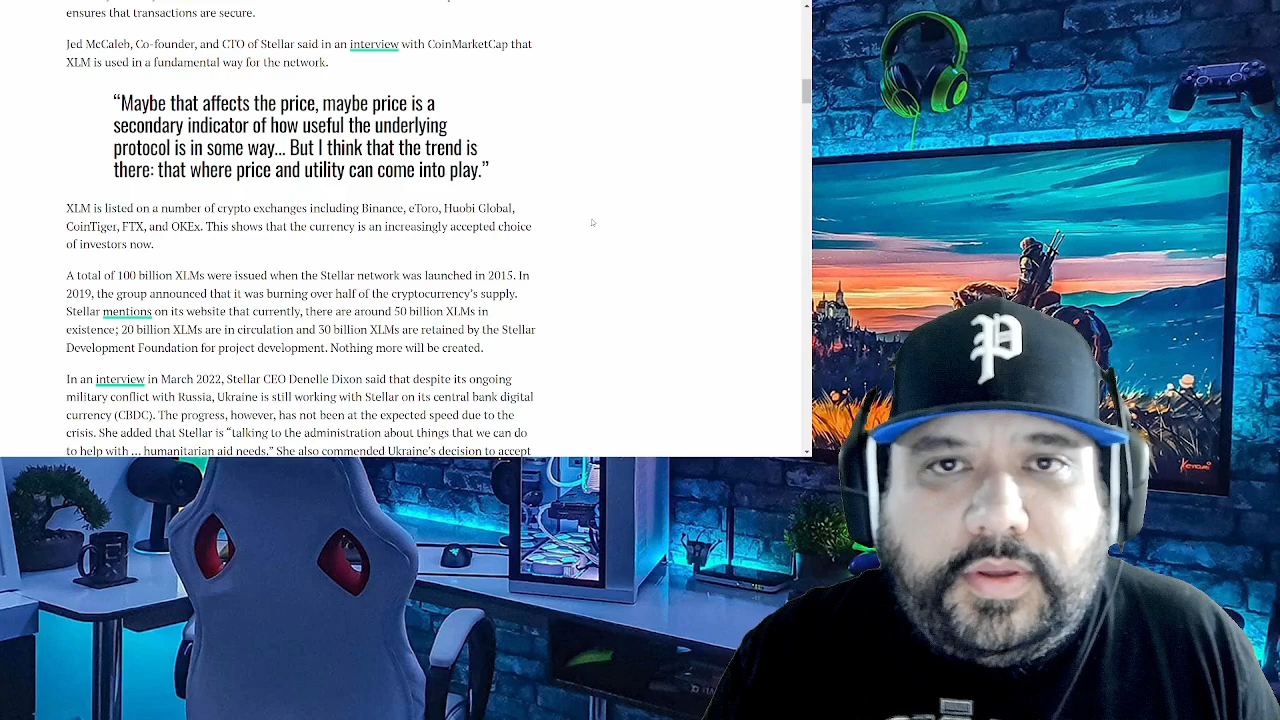 ensures that transactions are secure.
Jed McCaleb, Co-founder, and CTO of Stellar said in an interview with CoinMarketCap that
XLM is used in a fundamental way for the network.
“Maybe that affects the price, maybe price is a
secondary indicator of how useful the underlying
protocol is in some way... But I think that the trend is
there: that where price and utility can come into play.”
XLM is listed on a number of crypto exchanges including Binance, eToro, Huobi Global,
CoinTiger, FTX, and OKEx. This shows that the currency is an increasingly accepted choice
of investors now.
A total of 100 billion XLMs were issued when the Stellar network was launched in 2015. In
2019, the group announced that it was burning over half of the cryptocurrency’s supply.
Stellar mentions on its website that currently, there are around 50 billion XLMs in
existence; 20 billion XLMs are in circulation and 30 billion XLMs are retained by the Stellar
Development Foundation for project development. Nothing more will be created.
In an interview in March 2022, Stellar CEO Denelle Dixon said that despite its ongoing
military conflict with Russia, Ukraine is still working with Stellar on its central bank digital
currency (CBDC). The progress, however, has not been at the expected speed due to the
crisis. She added that Stellar is “talking to the administration about things that we can do
to help with ... humanitarian aid needs.” She also commended Ukraine’s decision to accept
P